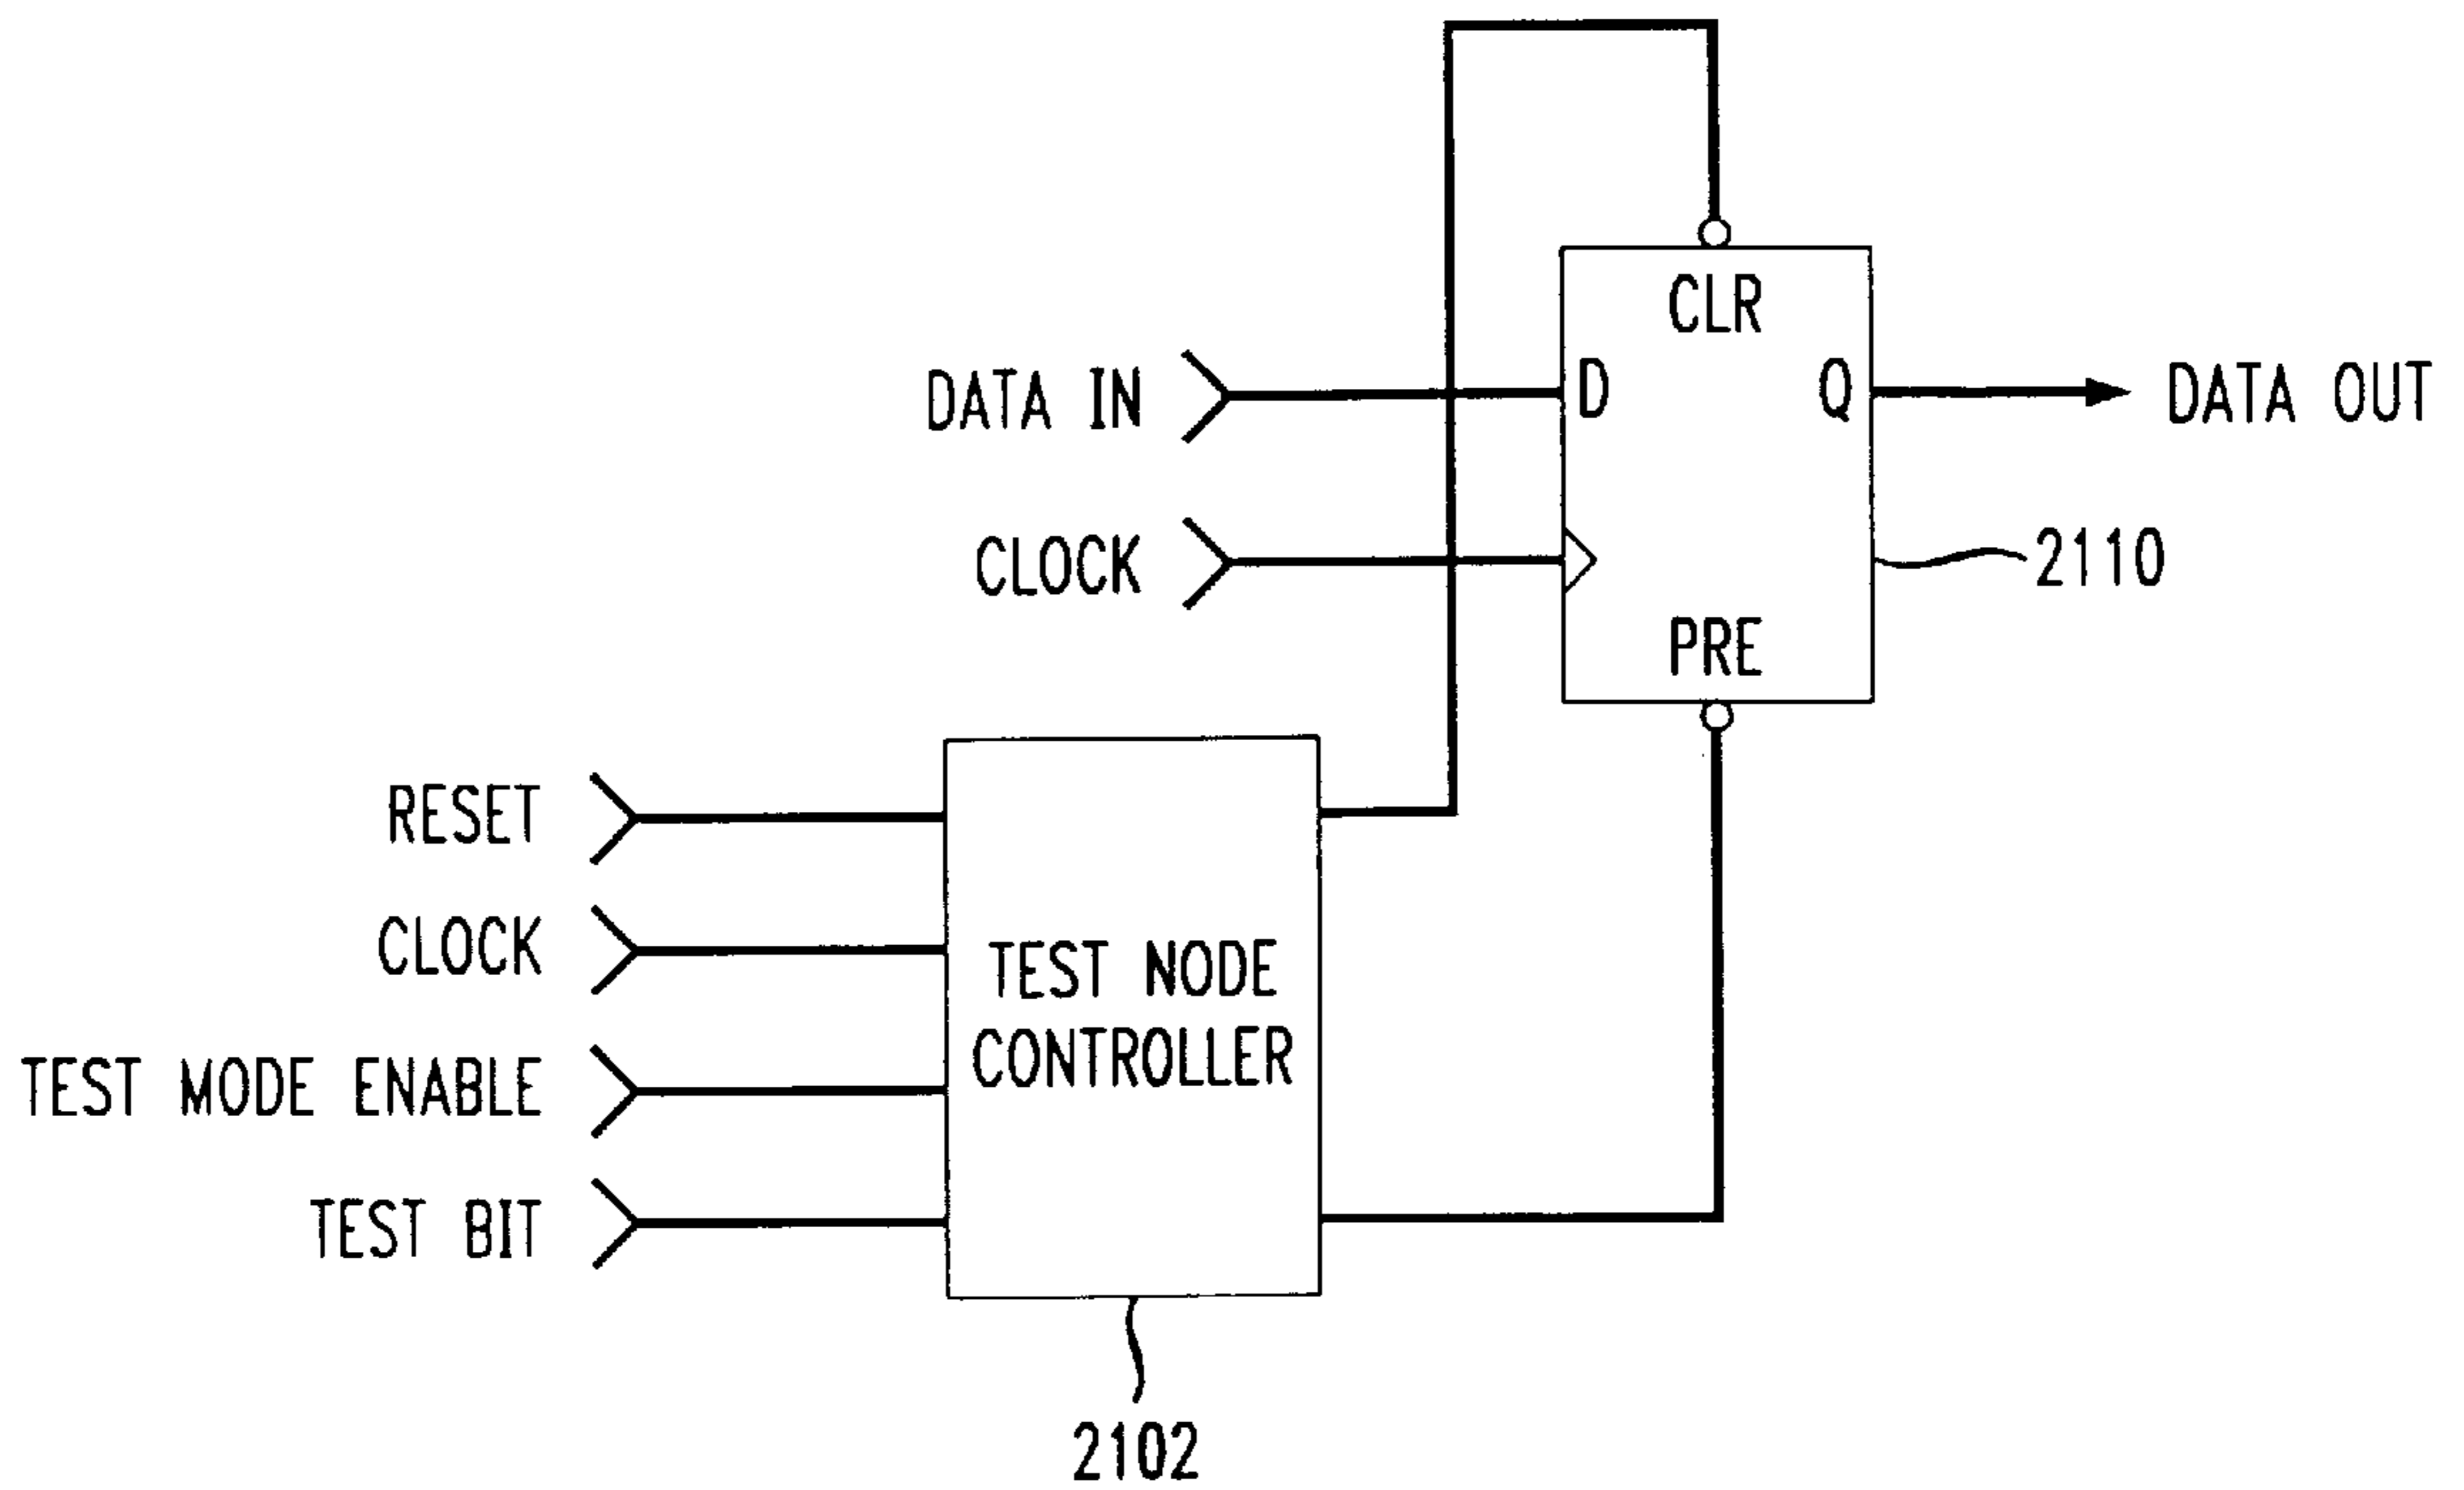 CLR
DATA IN
D
Q
DATA OUT
CLOCK
2110
PRE
RESET
CLOCK
TEST MODE ENABLE
TEST BIT
TEST NODE
CONTROLLER
2102